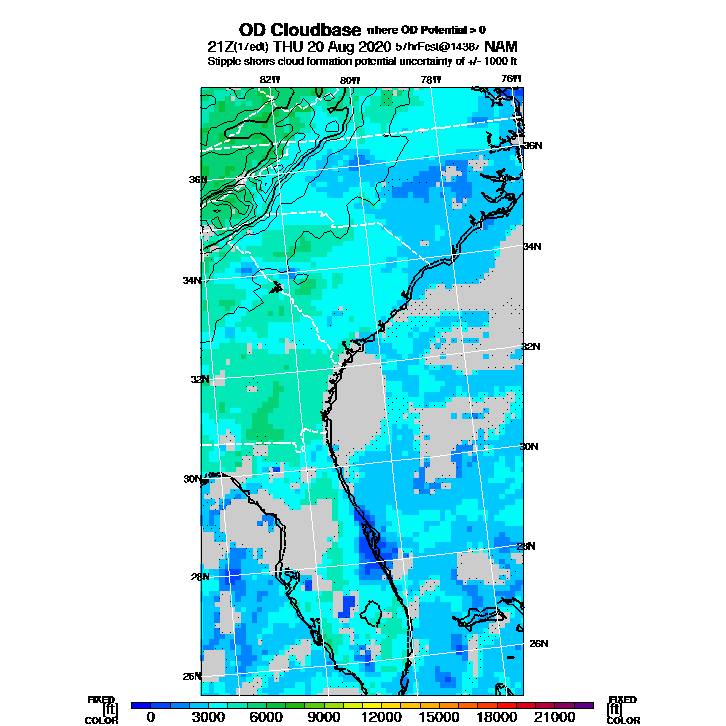 OD Cloudbase where OD Potential > 0
21Z(17edt) THU 20 Aug 2020 57hrFcst@1438z NAM
Stipple shows cloud formation potential uncertainty of +/- 1000 ft
82W 80W 78W 76W
36N
36N
34N
34N
32N
32N
30N
30N
28N
28N
26N
26N
FIXED FIXED
[ft] [ft]
COLOR 0 3000 6000 9000 12000 15000 18000 21000 COLOR